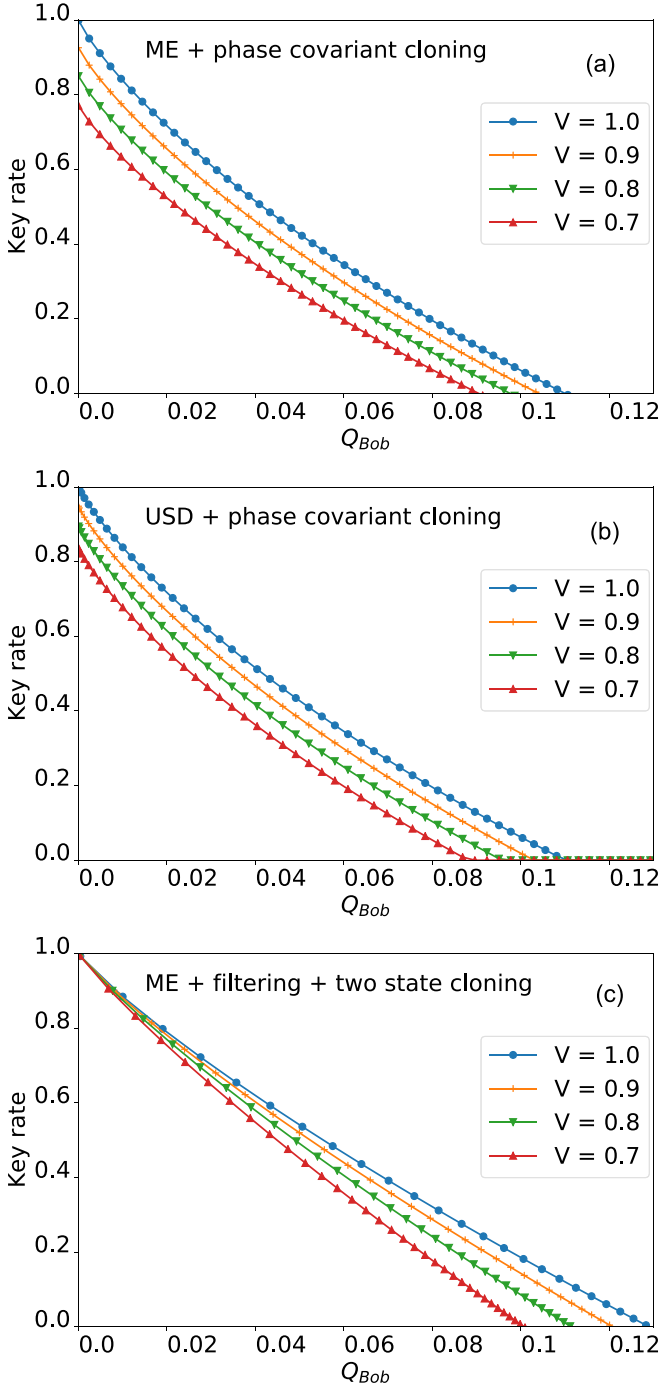 1.0
ME + phase covariant cloning
(a)
0.8
V = 1.0
V = 0.9
0.6
V = 0.8
V = 0.7
Key rate
0.4
0.2
0.0
0.0 0.02 0.04 0.06 0.08 0.1 0.12
Q_Bob
1.0
USD + phase covariant cloning
(b)
0.8
V = 1.0
V = 0.9
0.6
V = 0.8
V = 0.7
Key rate
0.4
0.2
0.0
0.0 0.02 0.04 0.06 0.08 0.1 0.12
Q_Bob
1.0
ME + filtering + two state cloning
(c)
0.8
V = 1.0
V = 0.9
0.6
V = 0.8
V = 0.7
Key rate
0.4
0.2
0.0
0.0 0.02 0.04 0.06 0.08 0.1 0.12
Q_Bob